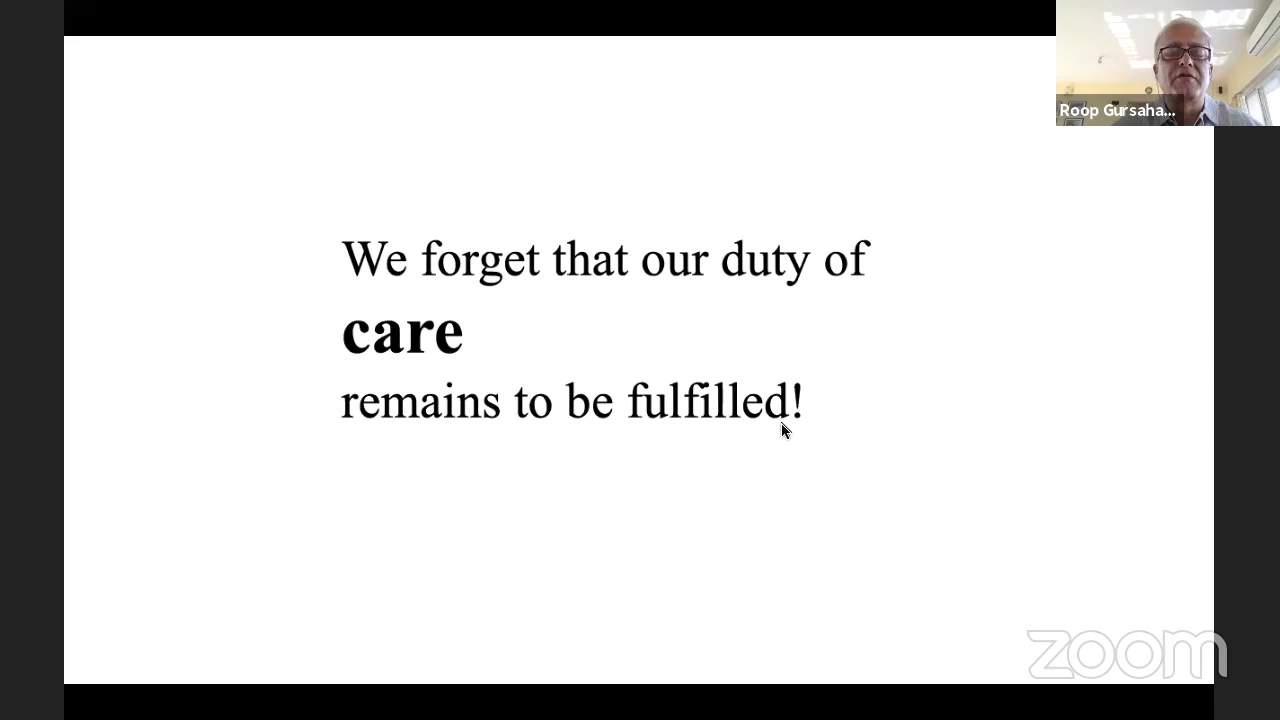 Roop Gursaha...
We forget that our duty of
care
remains to be fulfilled!
zoom